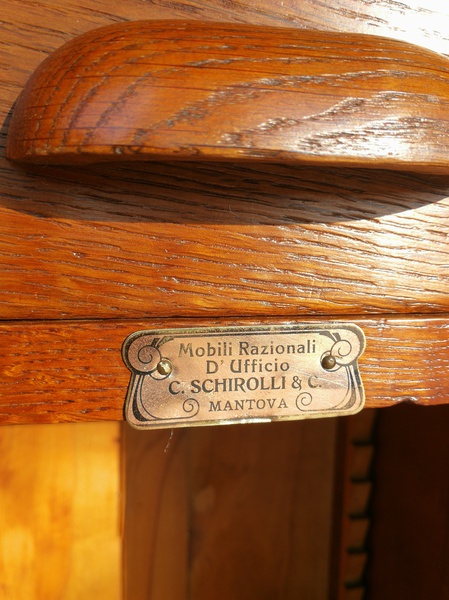 Mobili Razionali
D' Ufficio
C. SCHIROLLI & C.
MANTOVA